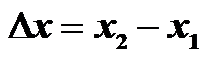 Δx = x₂ − x₁